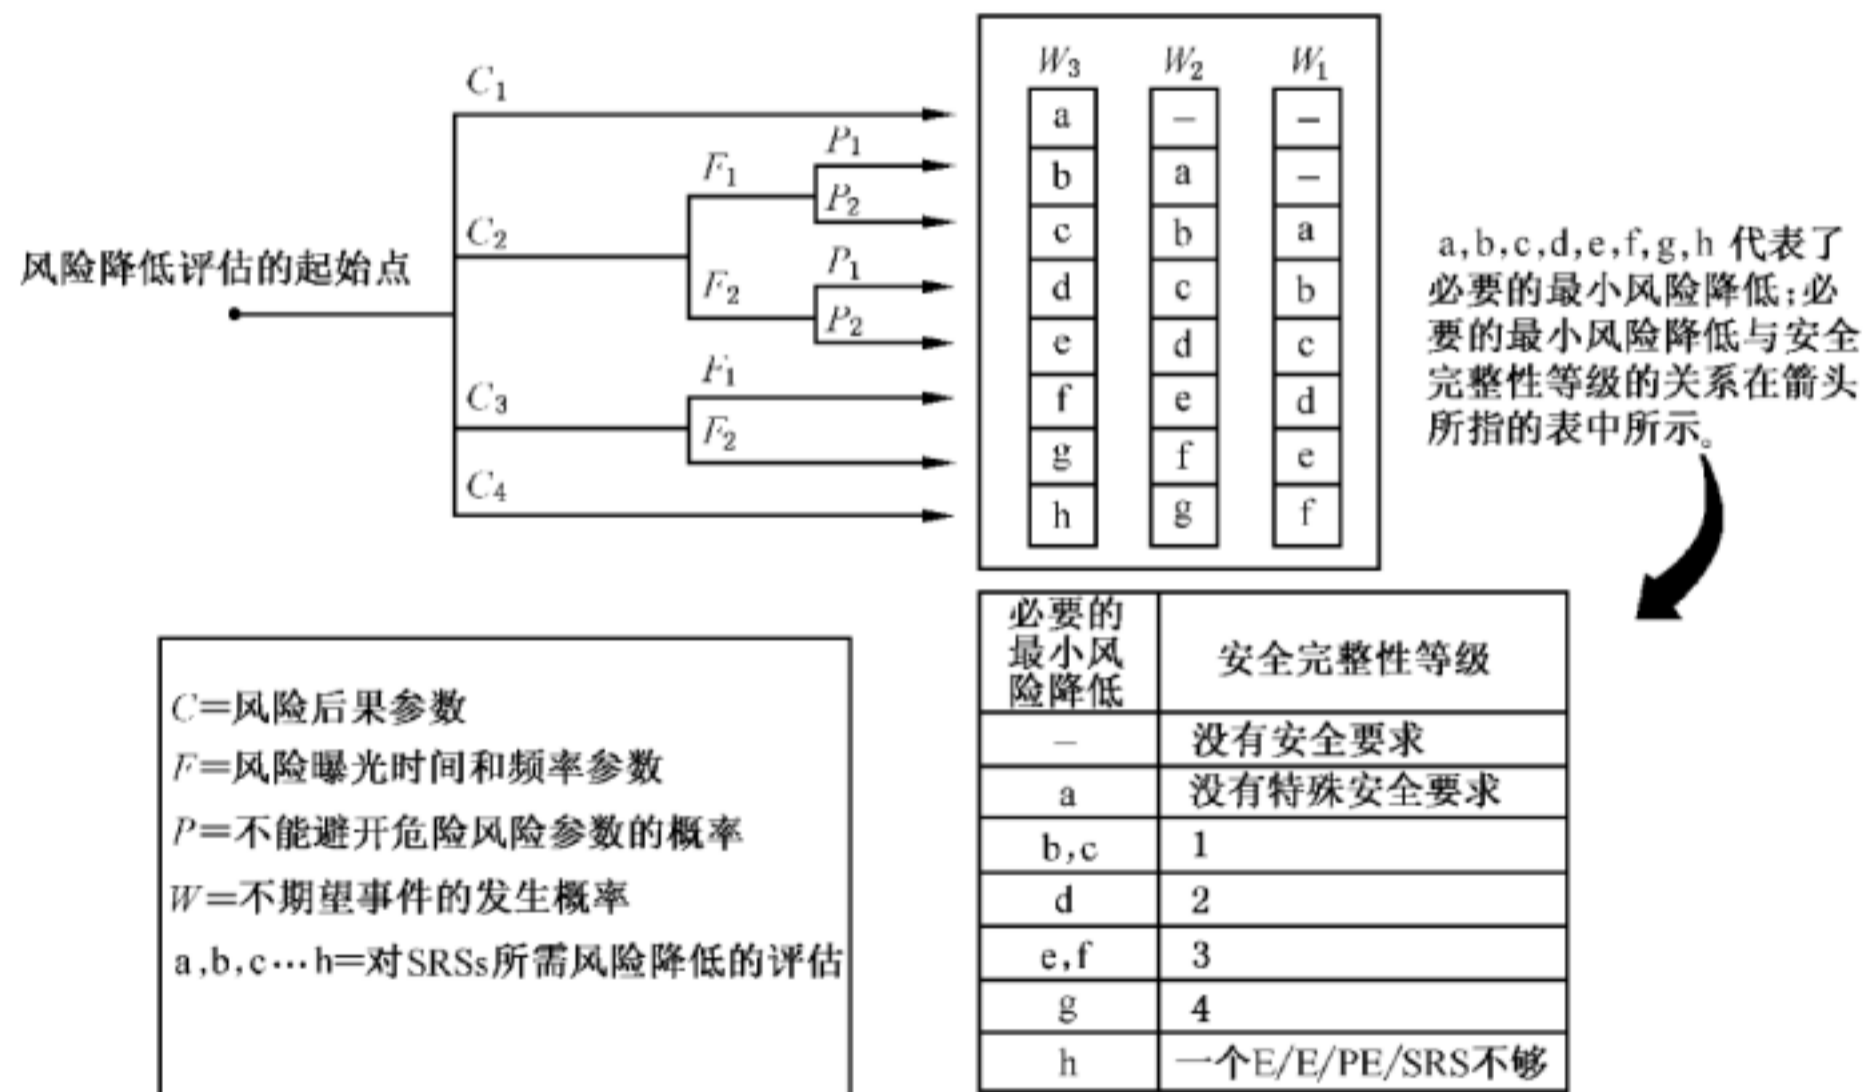 W3 W2 W1
C1
a – –
P1
F1
b a –
P2
C2
c b a
风险降低评估的起始点
P1
F2
d c b
P2
e d c
F1
C3
f e d
F2
g f e
C4
h g f
a,b,c,d,e,f,g,h 代表了
必要的最小风险降低;必
要的最小风险降低与安全
完整性等级的关系在箭头
所指的表中所示。
必要的
最小风
险降低
安全完整性等级
– 没有安全要求
a 没有特殊安全要求
b,c 1
d 2
e,f 3
g 4
h 一个E/E/PE/SRS不够
C=风险后果参数
F=风险曝光时间和频率参数
P=不能避开危险风险参数的概率
W=不期望事件的发生概率
a,b,c…h=对SRSs所需风险降低的评估